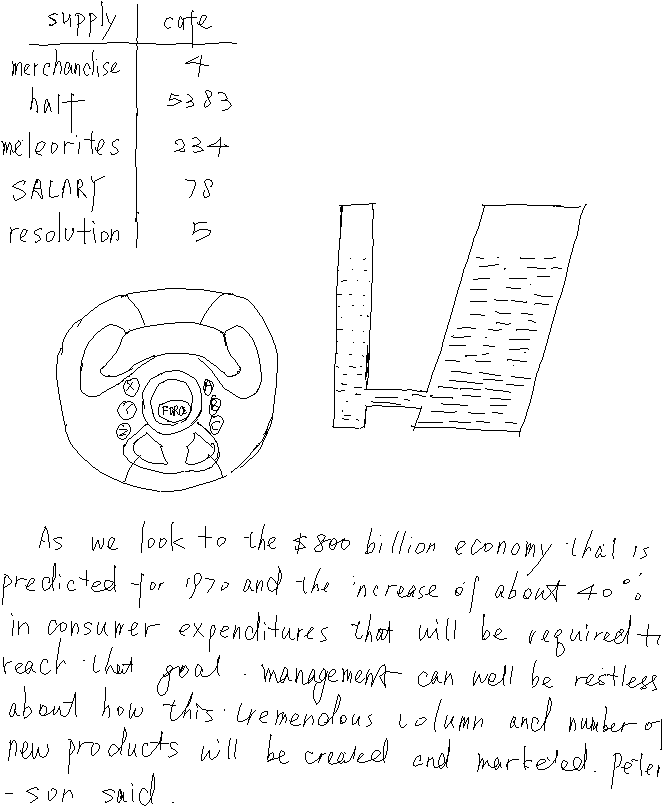 supply cafe
merchandise 4
half 5383
meteorites 234
SALARY 78
resolution 5
X A
Y B
FORCE
Z C
As we look to the $800 billion economy that is
predicted for 1970 and the increase of about 40%
in consumer expenditures that will be required to
reach that goal. management can well be restless
about how this tremendous volumn and number of
new products will be created and marketed. Peter
-son said.